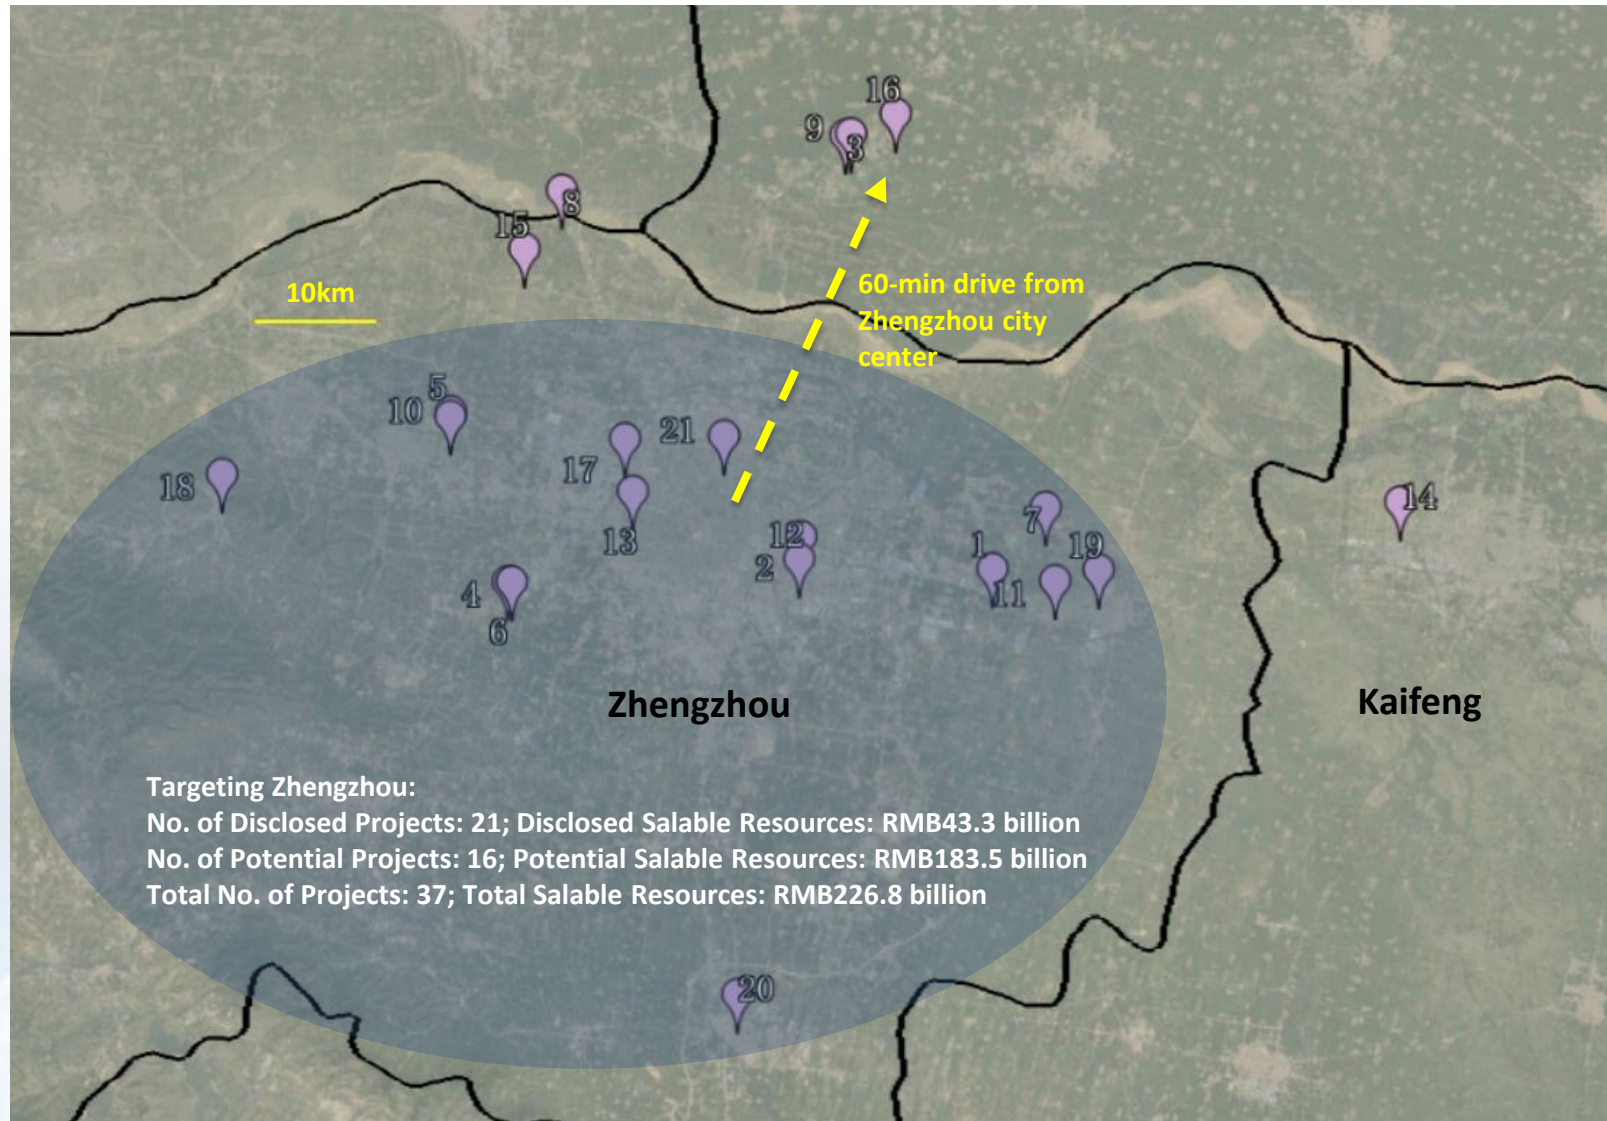 16
9
3
8
15
10km
60-min drive from
Zhengzhou city
center
5
10
21
17
18
14
7
13
12
1
19
2
4
11
6
Zhengzhou
Kaifeng
Targeting Zhengzhou:
No. of Disclosed Projects: 21; Disclosed Salable Resources: RMB43.3 billion
No. of Potential Projects: 16; Potential Salable Resources: RMB183.5 billion
Total No. of Projects: 37; Total Salable Resources: RMB226.8 billion
20